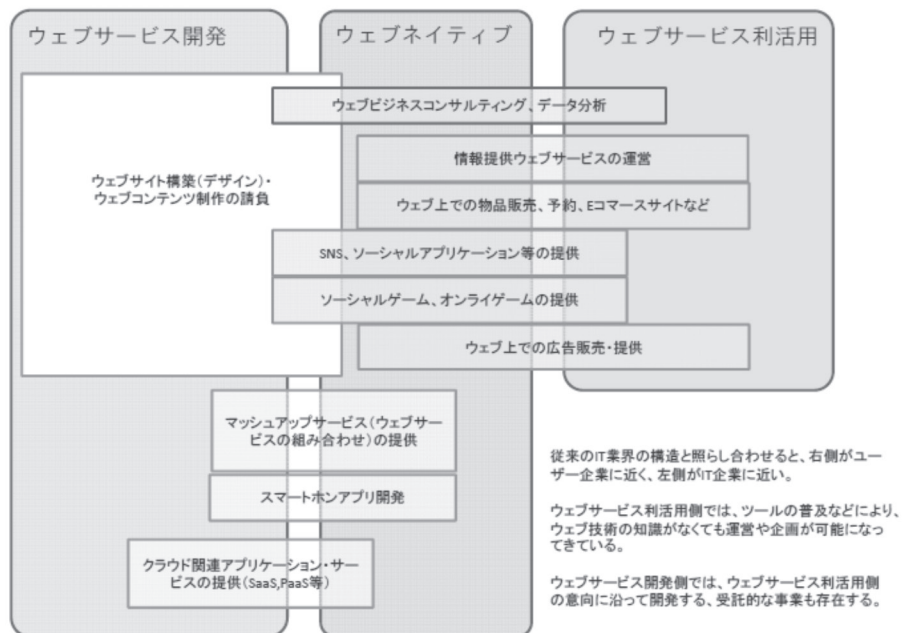 ウェブサービス開発
ウェブネイティブ
ウェブサービス利活用
ウェブビジネスコンサルティング、データ分析
情報提供ウェブサービスの運営
ウェブサイト構築(デザイン)・
ウェブコンテンツ制作の請負
ウェブ上での物品販売、予約、Eコマースサイトなど
SNS、ソーシャルアプリケーション等の提供
ソーシャルゲーム、オンライゲームの提供
ウェブ上での広告販売・提供
マッシュアップサービス(ウェブサー
ビスの組み合わせ)の提供
スマートホンアプリ開発
クラウド関連アプリケーション・サー
ビスの提供(SaaS,PaaS等)
従来のIT業界の構造と照らし合わせると、右側がユー
ザー企業に近く、左側がIT企業に近い。
ウェブサービス利活用側では、ツールの普及などにより、
ウェブ技術の知識がなくても運営や企画が可能になっ
てきている。
ウェブサービス開発側では、ウェブサービス利活用側
の意向に沿って開発する、受託的な事業も存在する。